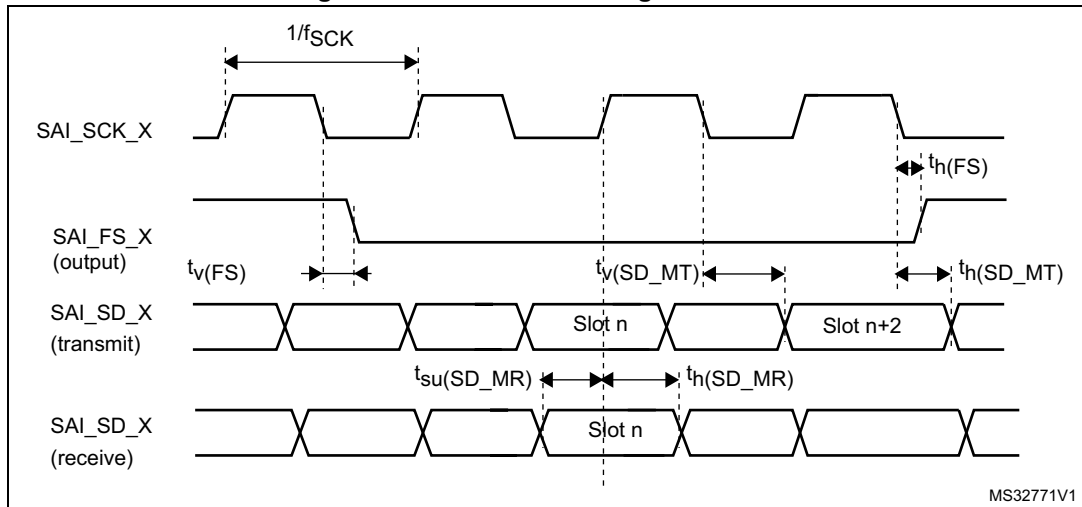 1/fSCK
SAI_SCK_X
th(FS)
SAI_FS_X
(output)
tv(FS)
tv(SD_MT)
th(SD_MT)
SAI_SD_X
(transmit)
Slot n
Slot n+2
tsu(SD_MR)
th(SD_MR)
SAI_SD_X
(receive)
Slot n
MS32771V1